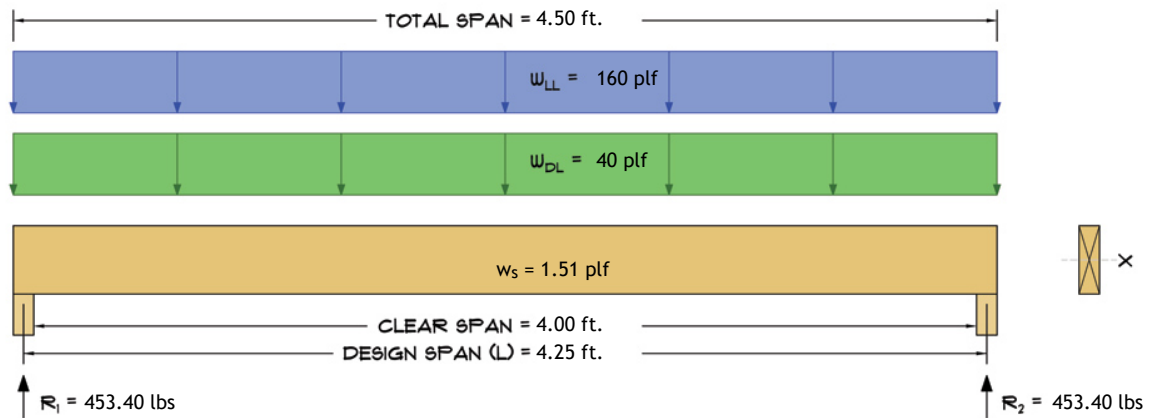 TOTAL SPAN = 4.50 ft.
WLL = 160 plf
WDL = 40 plf
ws = 1.51 plf
X
CLEAR SPAN = 4.00 ft.
DESIGN SPAN (L) = 4.25 ft.
R1 = 453.40 lbs
R2 = 453.40 lbs